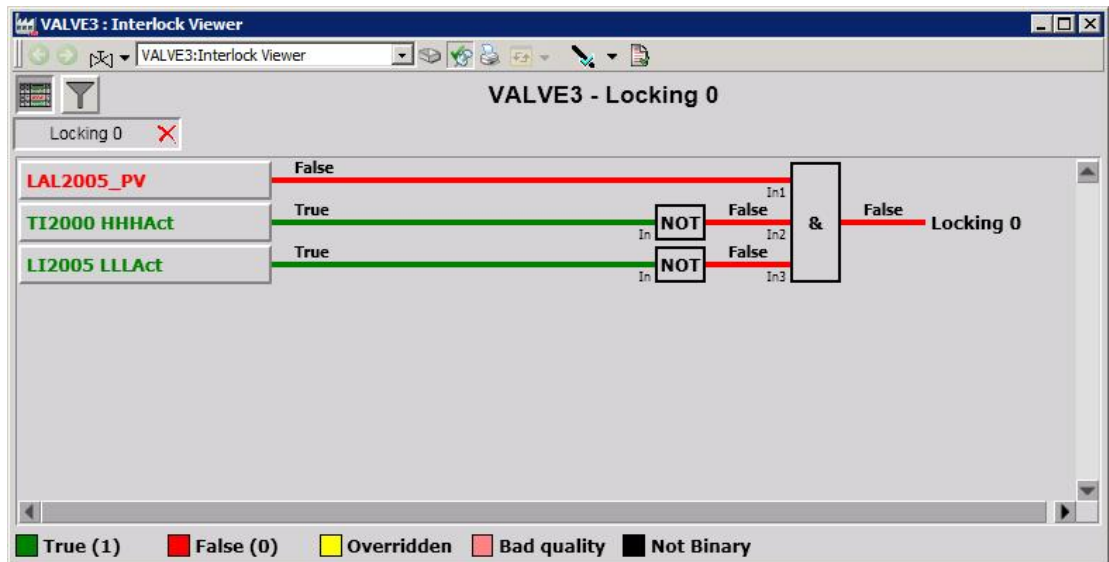 VALVE3 : Interlock Viewer
VALVE3:Interlock Viewer
VALVE3 - Locking 0
Locking 0
LAL2005_PV False In1
TI2000 HHHAct True In NOT False In2 & False Locking 0
LI2005 LLLAct True In NOT False In3
True (1) False (0) Overridden Bad quality Not Binary